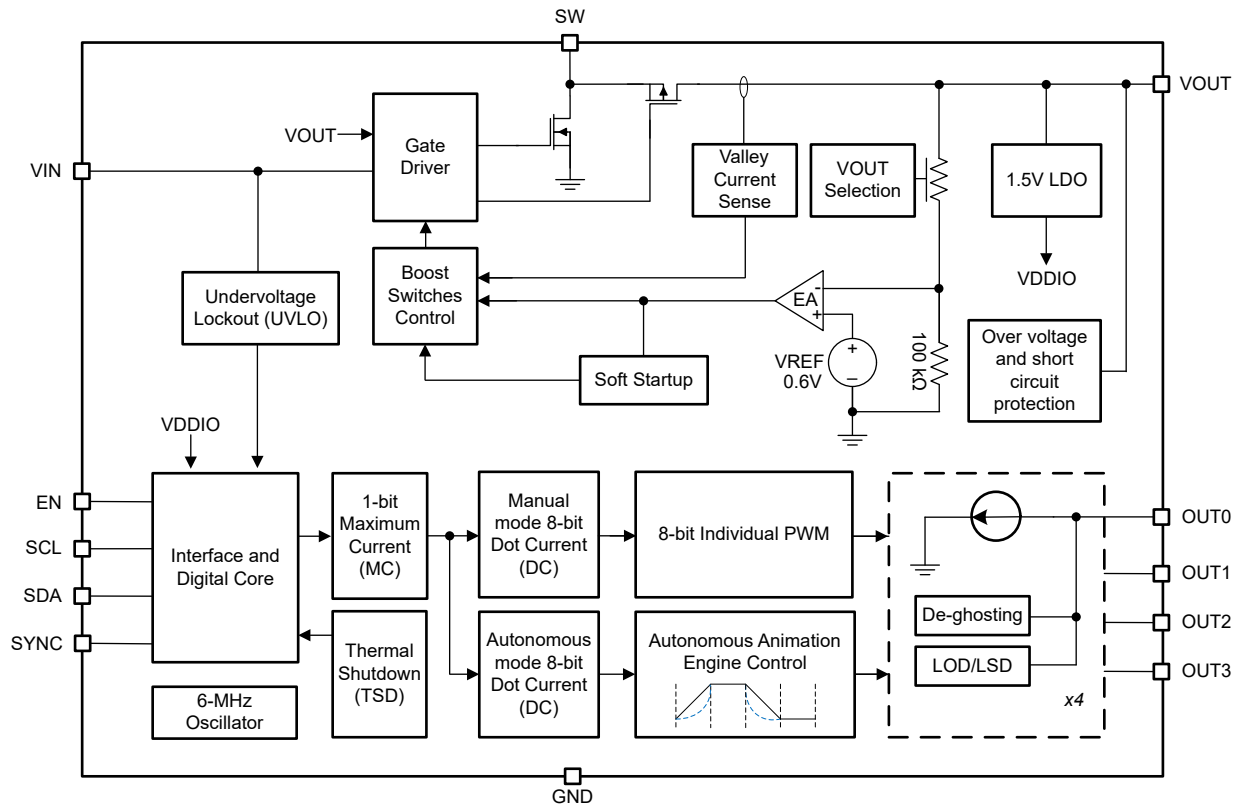 SW
VOUT
VOUT
Gate
Driver
VIN
Valley
Current
Sense
VOUT
Selection
1.5V LDO
VDDIO
Undervoltage
Lockout (UVLO)
Boost
Switches
Control
-
EA
+
Soft Startup
VREF
0.6V
+
−
100 kΩ
Over voltage
and short
circuit
protection
VDDIO
EN
SCL
SDA
SYNC
Interface and
Digital Core
1-bit
Maximum
Current
(MC)
Manual
mode 8-bit
Dot Current
(DC)
8-bit Individual PWM
Thermal
Shutdown
(TSD)
Autonomous
mode 8-bit
Dot Current
(DC)
Autonomous Animation
Engine Control
De-ghosting
LOD/LSD
x4
OUT0
OUT1
OUT2
OUT3
6-MHz
Oscillator
GND